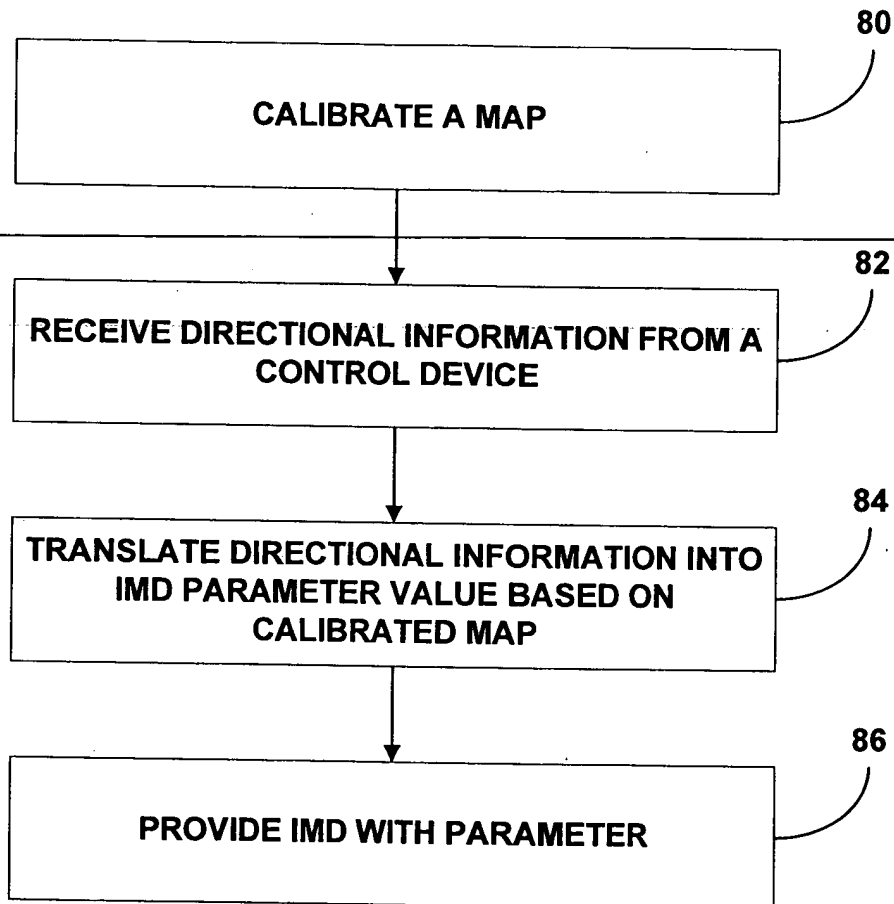 80
CALIBRATE A MAP
82
RECEIVE DIRECTIONAL INFORMATION FROM A
CONTROL DEVICE
84
TRANSLATE DIRECTIONAL INFORMATION INTO
IMD PARAMETER VALUE BASED ON
CALIBRATED MAP
86
PROVIDE IMD WITH PARAMETER